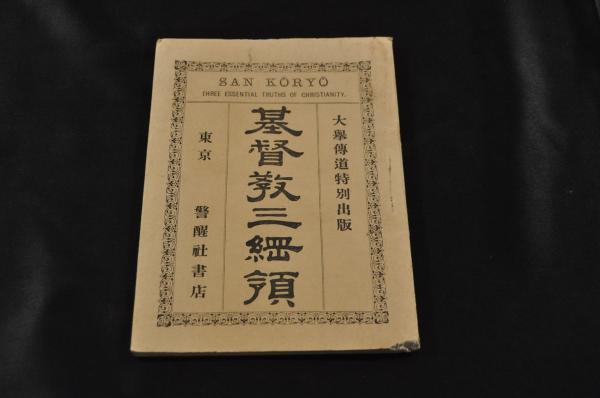 SAN KŌRYŌ
THREE ESSENTIAL TRUTHS OF CHRISTIANITY.
大擧傳道特別出版
基督教三綱領
東京 警醒社書店